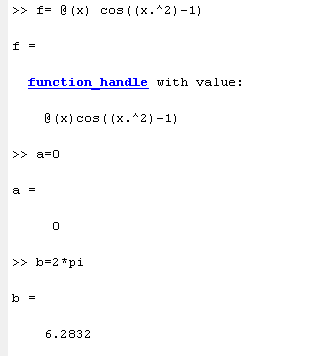 >> f= @(x) cos((x.^2)-1)
f =
function_handle with value:
@(x)cos((x.^2)-1)
>> a=0
a =
0
>> b=2*pi
b =
6.2832